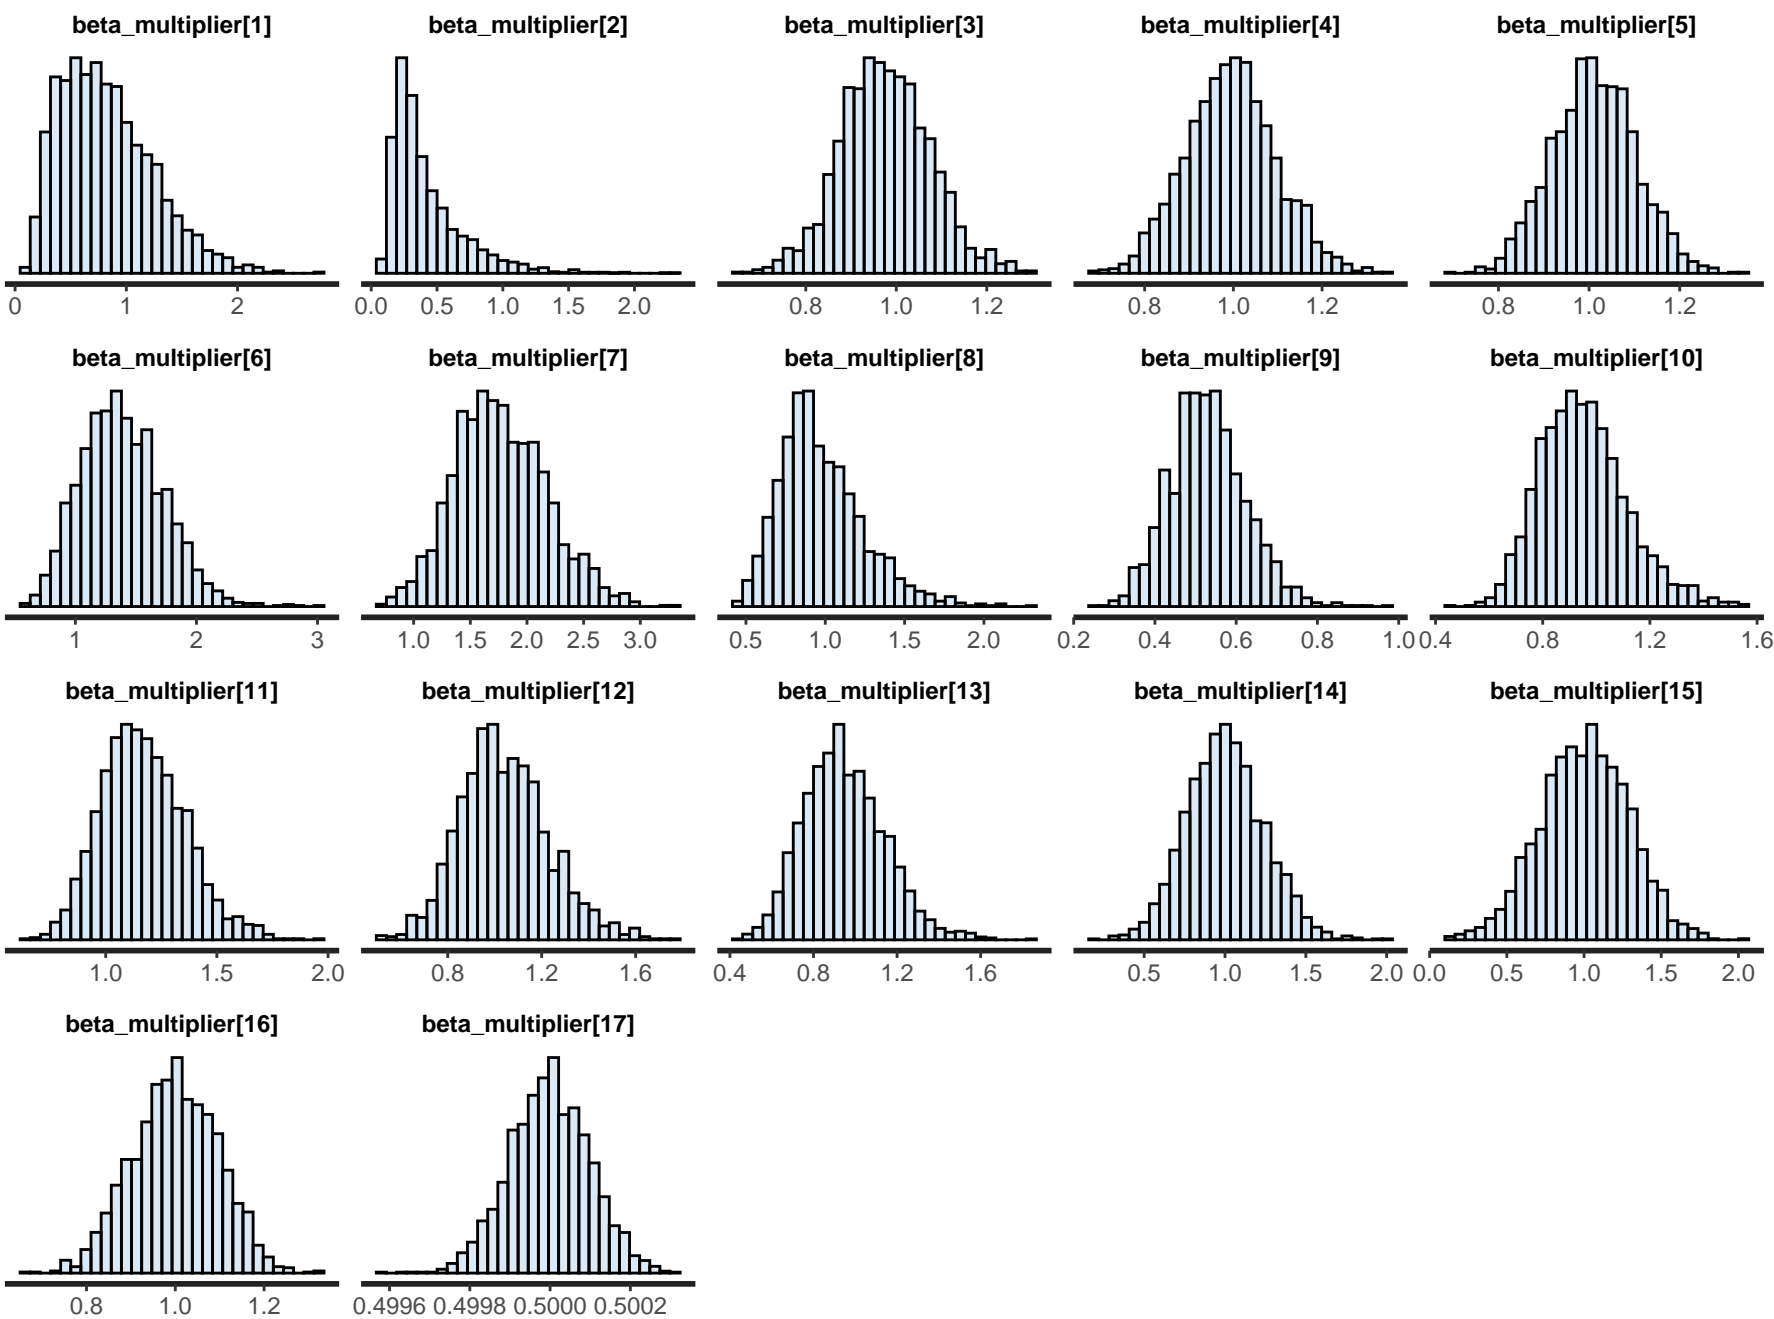 beta_multiplier[1] beta_multiplier[2] beta_multiplier[3] beta_multiplier[4] beta_multiplier[5]
0 1 2 0.0 0.5 1.0 1.5 2.0 0.8 1.0 1.2 0.8 1.0 1.2 0.8 1.0 1.2
beta_multiplier[6] beta_multiplier[7] beta_multiplier[8] beta_multiplier[9] beta_multiplier[10]
1 2 3 1.0 1.5 2.0 2.5 3.0 0.5 1.0 1.5 2.0 0.2 0.4 0.6 0.8 1.0 0.4 0.8 1.2 1.6
beta_multiplier[11] beta_multiplier[12] beta_multiplier[13] beta_multiplier[14] beta_multiplier[15]
1.0 1.5 2.0 0.8 1.2 1.6 0.4 0.8 1.2 1.6 0.5 1.0 1.5 2.0 0.0 0.5 1.0 1.5 2.0
beta_multiplier[16] beta_multiplier[17]
0.8 1.0 1.2 0.4996 0.4998 0.5000 0.5002